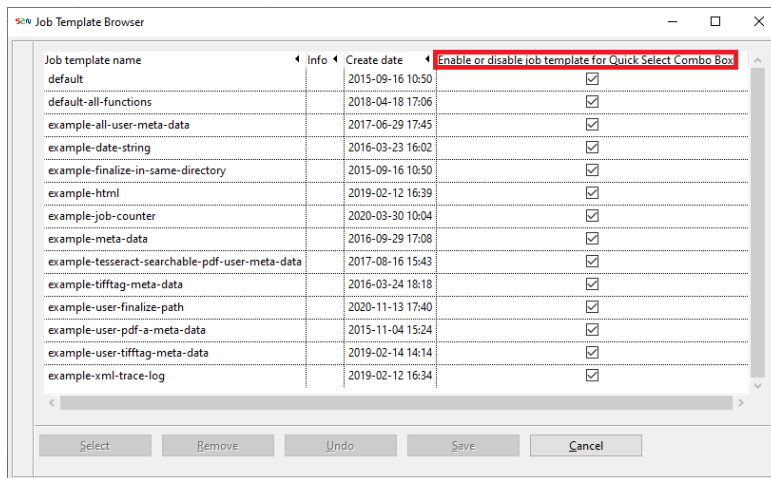 S2N Job Template Browser
Job template name Info Create date Enable or disable job template for Quick Select Combo Box
default 2015-09-16 10:50
default-all-functions 2018-04-18 17:06
example-all-user-meta-data 2017-06-29 17:45
example-date-string 2016-03-23 16:02
example-finalize-in-same-directory 2015-09-16 10:50
example-html 2019-02-12 16:39
example-job-counter 2020-03-30 10:04
example-meta-data 2016-09-29 17:08
example-tesseract-searchable-pdf-user-meta-data 2017-08-16 15:43
example-tifftag-meta-data 2016-03-24 18:18
example-user-finalize-path 2020-11-13 17:40
example-user-pdf-a-meta-data 2015-11-04 15:24
example-user-tifftag-meta-data 2019-02-14 14:14
example-xml-trace-log 2019-02-12 16:34
Select Remove Undo Save Cancel